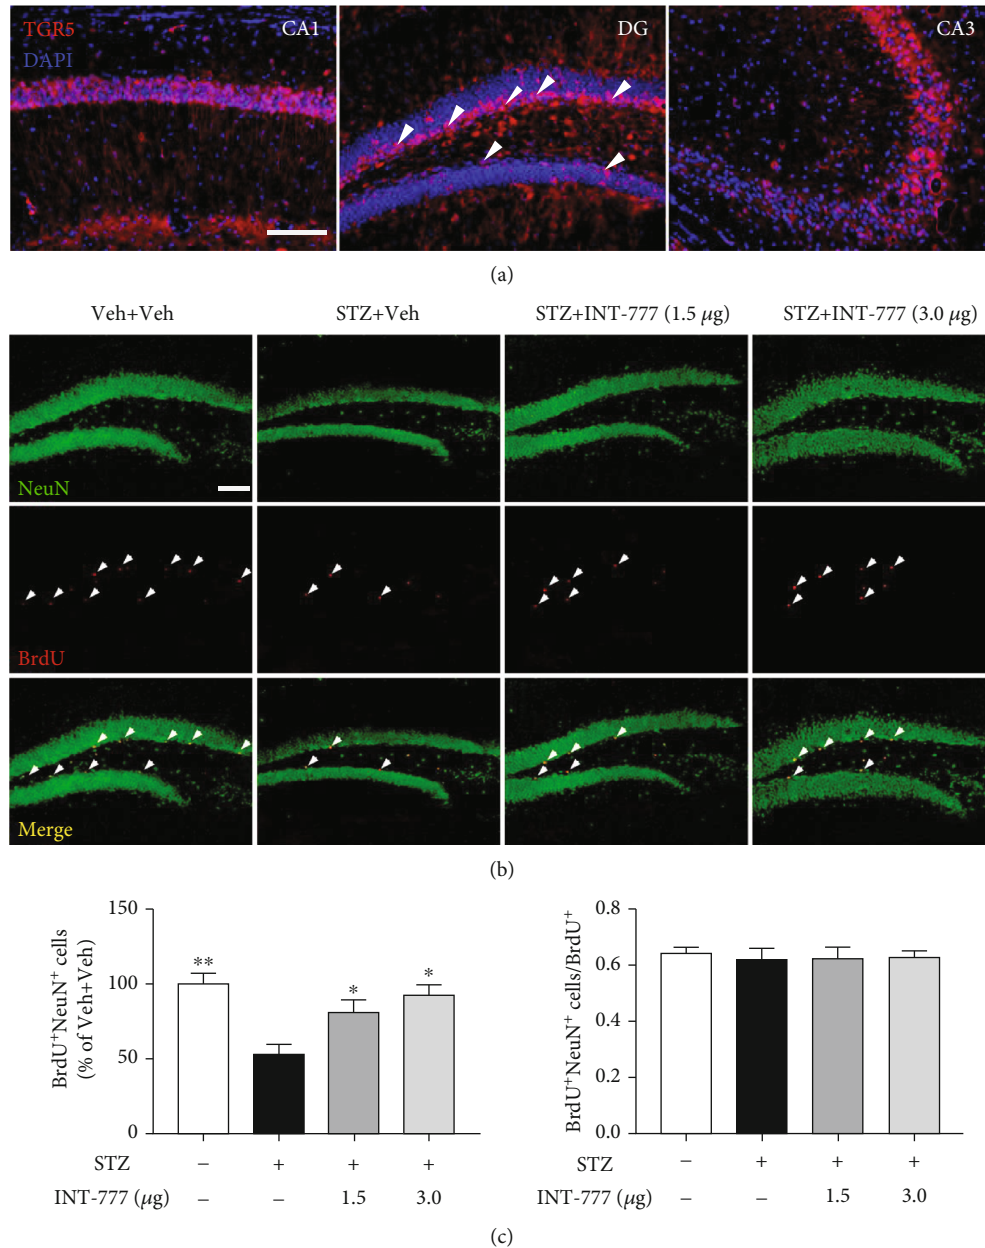 TGR5
DAPI
CA1
DG
CA3
(a)
Veh+Veh
STZ+Veh
STZ+INT-777 (1.5 μg)
STZ+INT-777 (3.0 μg)
NeuN
BrdU
Merge
(b)
BrdU⁺NeuN⁺ cells
(% of Veh+Veh)
150
100
50
0
**
*
*
STZ − + + +
INT-777 (μg) − − 1.5 3.0
BrdU⁺NeuN⁺ cells/BrdU⁺
0.8
0.6
0.4
0.2
0.0
STZ − + + +
INT-777 (μg) − − 1.5 3.0
(c)